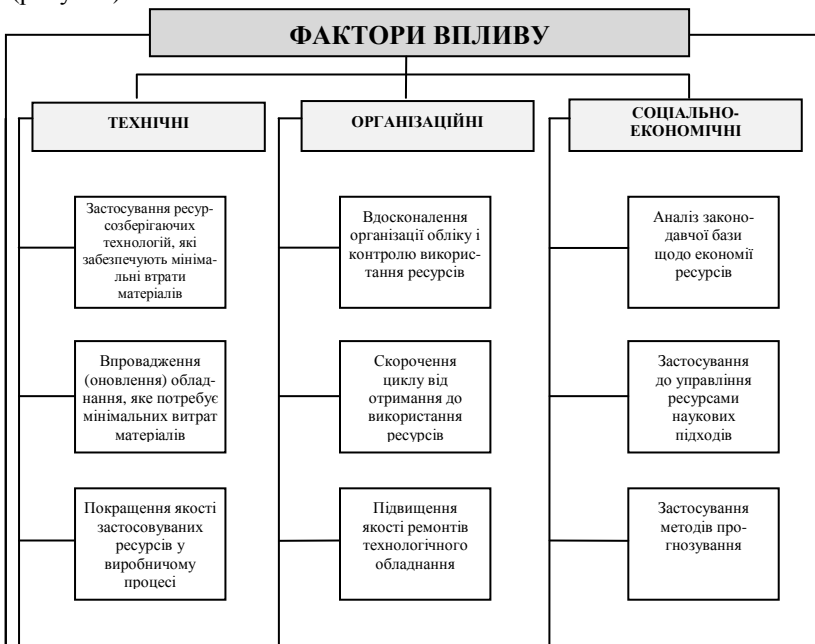 ФАКТОРИ ВПЛИВУ
ТЕХНІЧНІ
ОРГАНІЗАЦІЙНІ
СОЦІАЛЬНО-
ЕКОНОМІЧНІ
Застосування ресур-
созберігаючих
технологій, які
забезпечують мініма-
льні втрати
матеріалів
Вдосконалення
організації обліку і
контролю викорис-
тання ресурсів
Аналіз законо-
давчої бази
щодо економії
ресурсів
Впровадження
(оновлення) облад-
нання, яке потребує
мінімальних витрат
матеріалів
Скорочення
циклу від
отримання до
використання
ресурсів
Застосування
до управління
ресурсами
наукових
підходів
Покращення якості
застосовуваних
ресурсів у
виробничому
процесі
Підвищення
якості ремонтів
технологічного
обладнання
Застосування
методів про-
гнозування